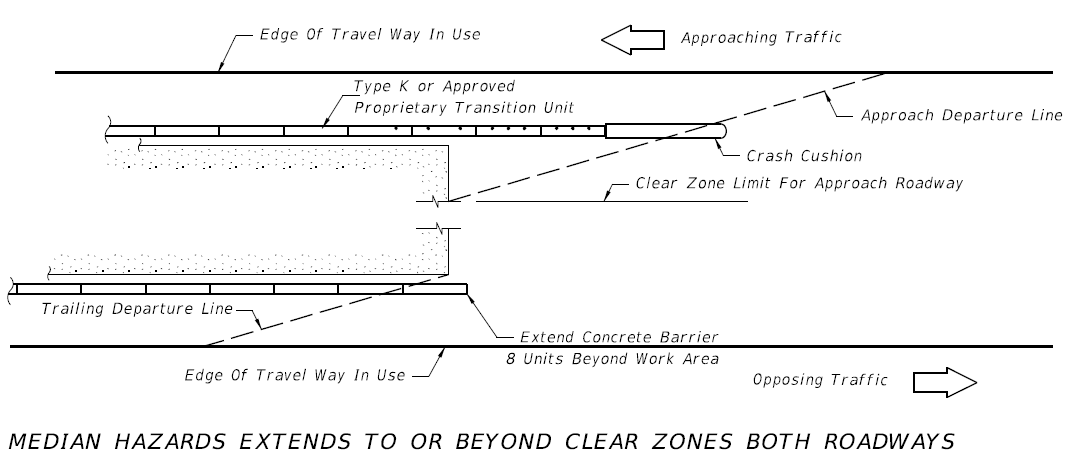 Edge Of Travel Way In Use
Approaching Traffic
Type K or Approved
Proprietary Transition Unit
Approach Departure Line
Crash Cushion
Clear Zone Limit For Approach Roadway
Trailing Departure Line
Extend Concrete Barrier
8 Units Beyond Work Area
Edge Of Travel Way In Use
Opposing Traffic
MEDIAN HAZARDS EXTENDS TO OR BEYOND CLEAR ZONES BOTH ROADWAYS